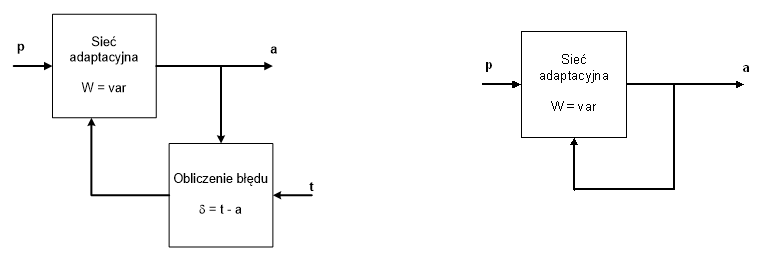 p
Sieć
adaptacyjna
W = var
a
Obliczenie błędu
δ = t - a
t
p
Sieć
adaptacyjna
W = var
a